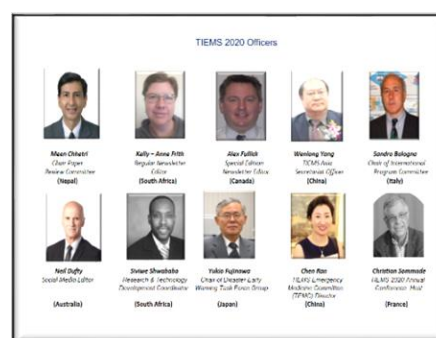 TIEMS 2020 Officers
Meen Chhetri
Chair Paper
Review Committee
(Nepal)
Kelly – Anne Frith
Regular Newsletter
Editor
(South Africa)
Alex Fullick
Special Edition
Newsletter Editor
(Canada)
Wenlong Yang
TIEMS Asia
Secretariat Officer
(China)
Sandro Bologna
Chair of International
Program Committee
(Italy)
Neil Dufty
Social Media Editor
(Australia)
Siviwe Shwababa
Research & Technology
Development Coordinator
(South Africa)
Yukio Fujinawa
Chair of Disaster Early
Warning Task Force Group
(Japan)
Chen Rao
TIEMS Emergency
Medicine Committee
(TEMC) Director
(China)
Christian Sommade
TIEMS 2020 Annual
Conference Host
(France)